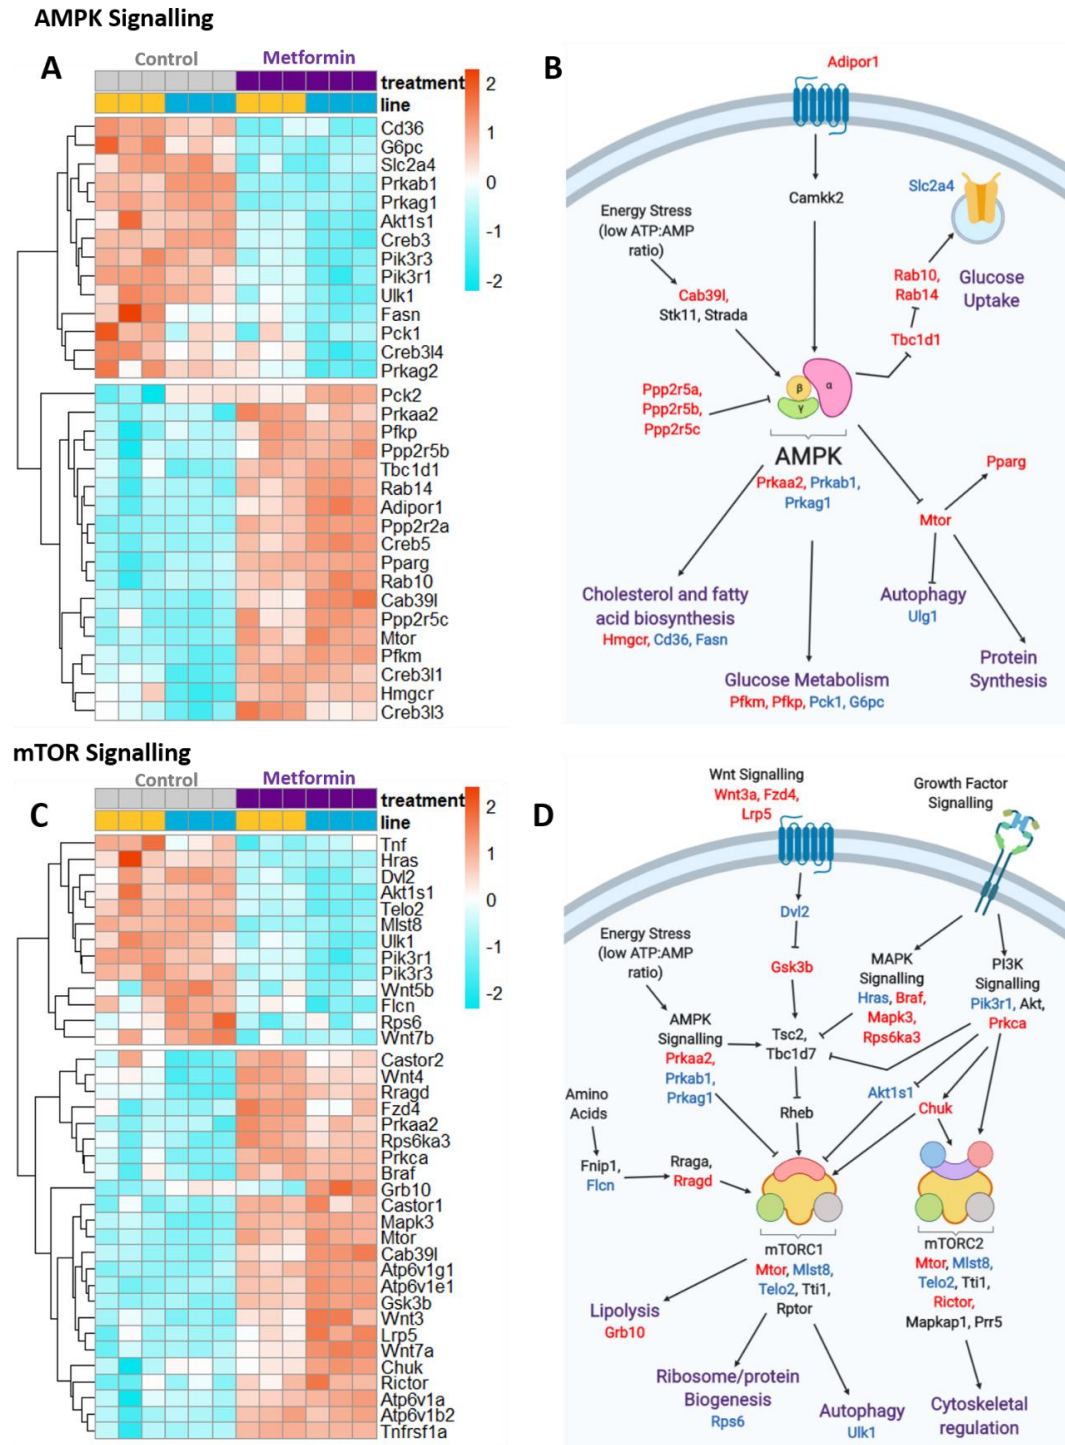 AMPK Signalling
A
Control
Metformin
treatment
line
2
1
0
-1
-2
Cd36
G6pc
Slc2a4
Prkab1
Prkag1
Akt1s1
Creb3
Pik3r3
Pik3r1
Ulk1
Fasn
Pck1
Creb3l4
Prkag2
Pck2
Prkaa2
Pfkp
Ppp2r5b
Tbc1d1
Rab14
Adipor1
Ppp2r2a
Creb5
Pparg
Rab10
Cab39l
Ppp2r5c
Mtor
Pfkm
Creb3l1
Hmgcr
Creb3l3
B
Adipor1
Camkk2
Slc2a4
Energy Stress
(low ATP:AMP
ratio)
Cab39l,
Stk11, Strada
Rab10,
Rab14
Glucose
Uptake
Tbc1d1
Ppp2r5a,
Ppp2r5b,
Ppp2r5c
β
α
γ
AMPK
Prkaa2, Prkab1,
Prkag1
Pparg
Mtor
Cholesterol and fatty
acid biosynthesis
Hmgcr, Cd36, Fasn
Autophagy
Ulg1
Glucose Metabolism
Pfkm, Pfkp, Pck1, G6pc
Protein
Synthesis
mTOR Signalling
C
Control
Metformin
treatment
line
2
1
0
-1
-2
Tnf
Hras
Dvl2
Akt1s1
Telo2
Mlst8
Ulk1
Pik3r1
Pik3r3
Wnt5b
Flcn
Rps6
Wnt7b
Castor2
Wnt4
Rragd
Fzd4
Prkaa2
Rps6ka3
Prkca
Braf
Grb10
Castor1
Mapk3
Mtor
Cab39l
Atp6v1g1
Atp6v1e1
Gsk3b
Wnt3
Lrp5
Wnt7a
Chuk
Rictor
Atp6v1a
Atp6v1b2
Tnfrsf1a
D
Wnt Signalling
Wnt3a, Fzd4,
Lrp5
Growth Factor
Signalling
Dvl2
Energy Stress
(low ATP:AMP
ratio)
Gsk3b
MAPK
Signalling
Hras, Braf,
Mapk3,
Rps6ka3
PI3K
Signalling
Pik3r1, Akt,
Prkca
AMPK
Signalling
Prkaa2,
Prkab1,
Prkag1
Tsc2,
Tbc1d7
Akt1s1
Chuk
Amino
Acids
Rheb
Fnip1,
Flcn
Rraga,
Rragd
mTORC1
Mtor, Mlst8,
Telo2, Tti1,
Rptor
mTORC2
Mtor, Mlst8,
Telo2, Tti1,
Rictor,
Mapkap1, Prr5
Lipolysis
Grb10
Ribosome/protein
Biogenesis
Rps6
Autophagy
Ulk1
Cytoskeletal
regulation